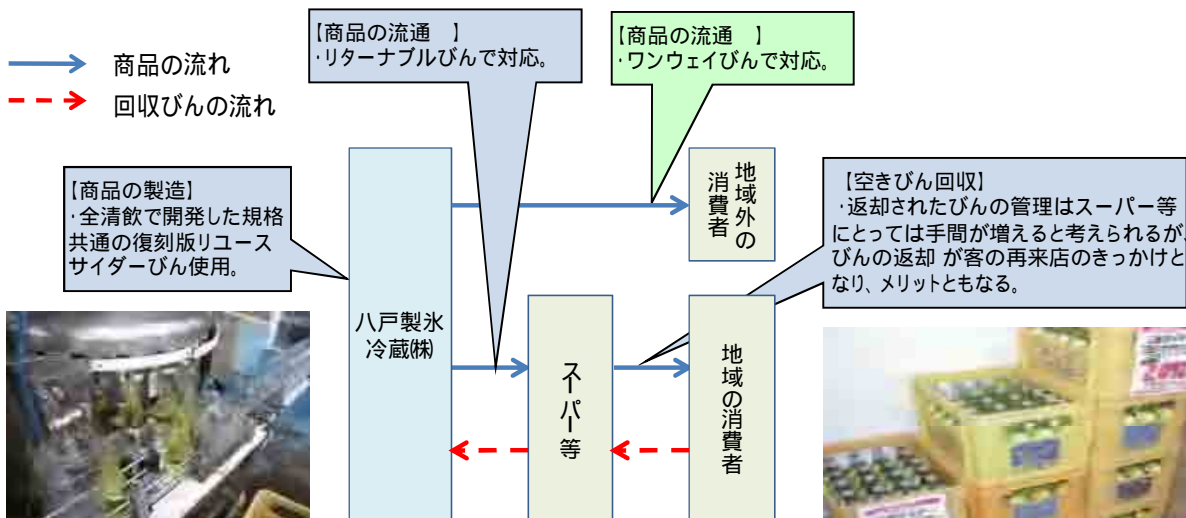 商品の流れ
回収びんの流れ
【商品の流通　】
・リターナブルびんで対応。
【商品の流通　】
・ワンウェイびんで対応。
【商品の製造】
・全清飲で開発した規格
共通の復刻版リユース
サイダーびん使用。
八戸製氷
冷蔵㈱
地域外の
消費者
【空きびん回収】
・返却されたびんの管理はスーパー等
にとっては手間が増えると考えられるが、
びんの返却 が客の再来店のきっかけと
なり、メリットともなる。
スーパー等
地域の消費者